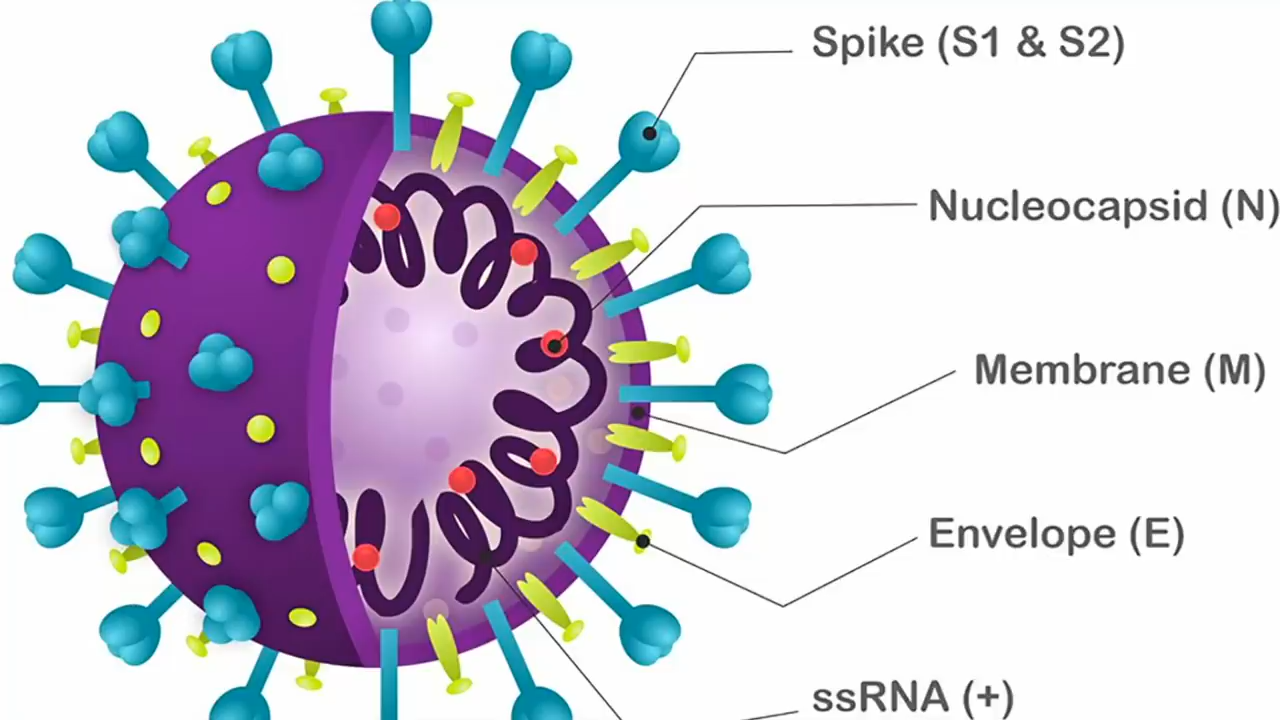 Spike (S1 & S2)
Nucleocapsid (N)
Membrane (M)
Envelope (E)
ssRNA (+)